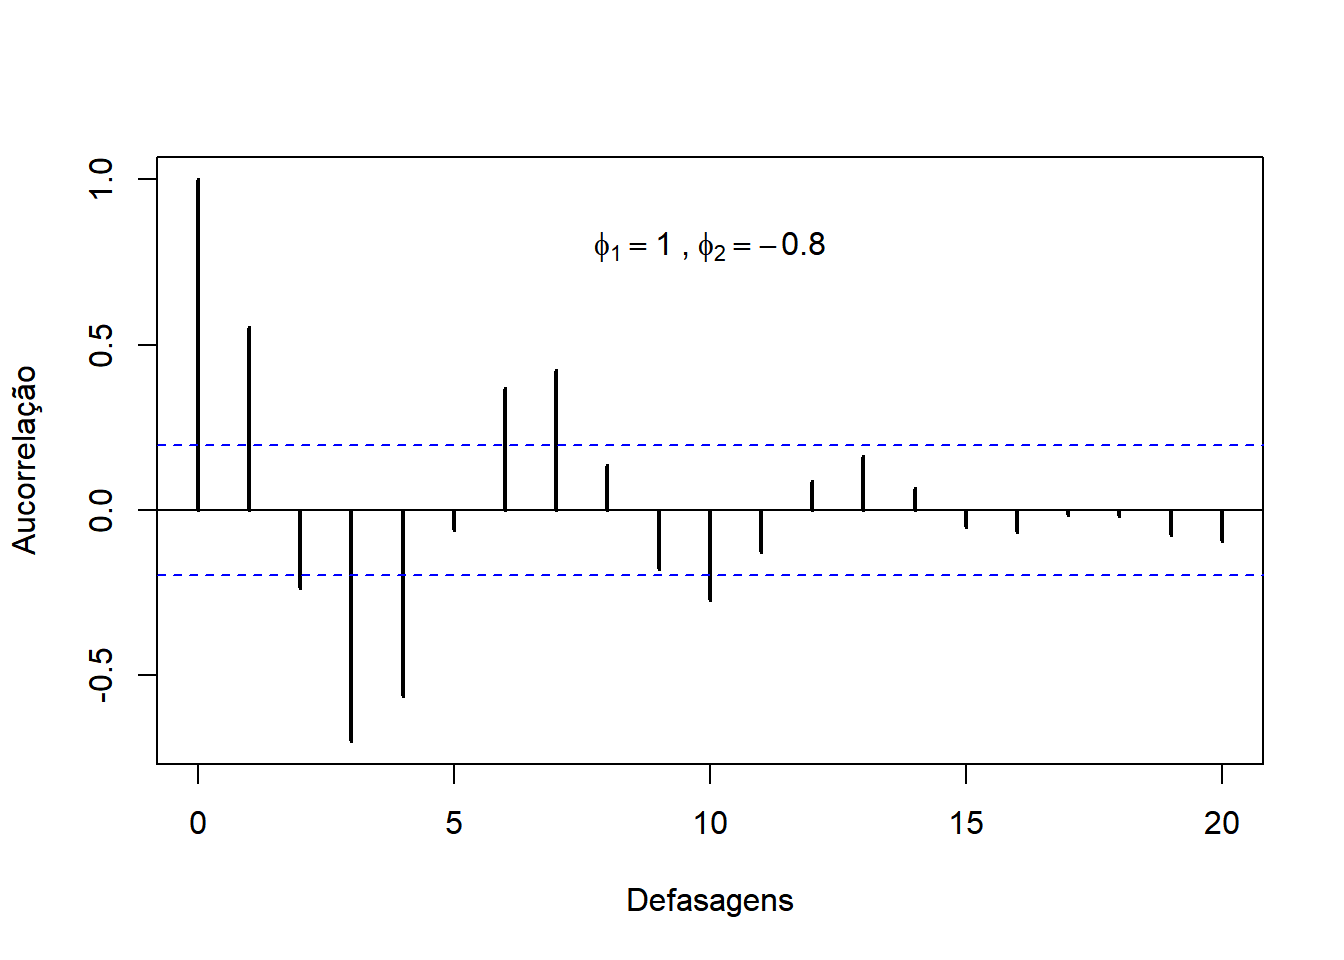 ϕ1 = 1 , ϕ2 = −0.8
Aucorrelação
1.0
0.5
0.0
-0.5
0 5 10 15 20
Defasagens